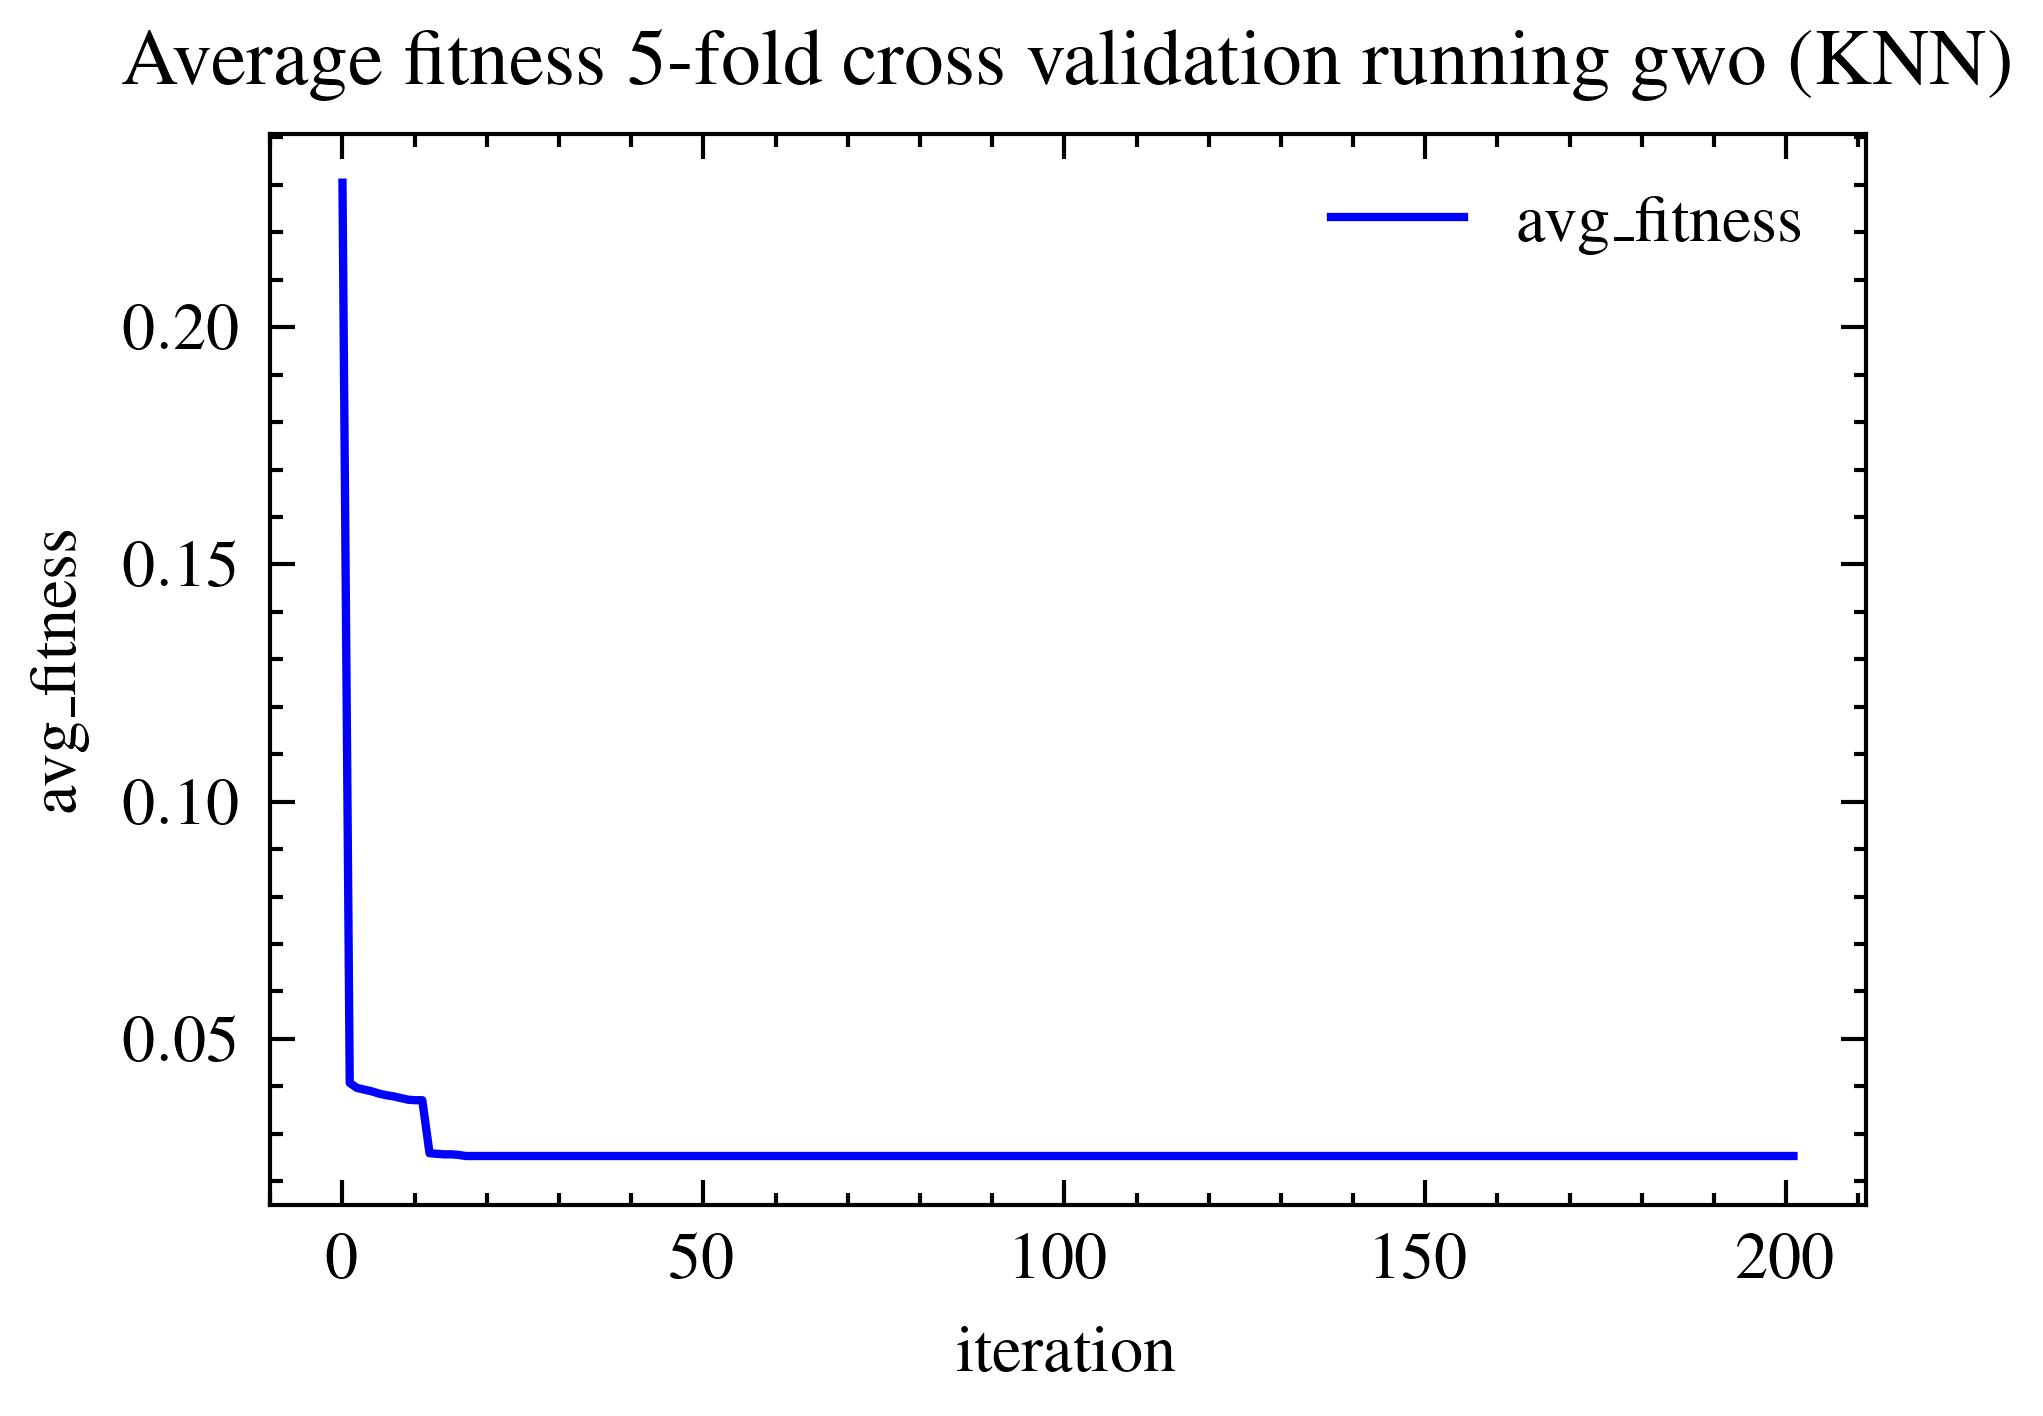 Average fitness 5-fold cross validation running gwo (KNN)
avg_fitness
0.20
0.15
0.10
0.05
avg_fitness
0 50 100 150 200
iteration